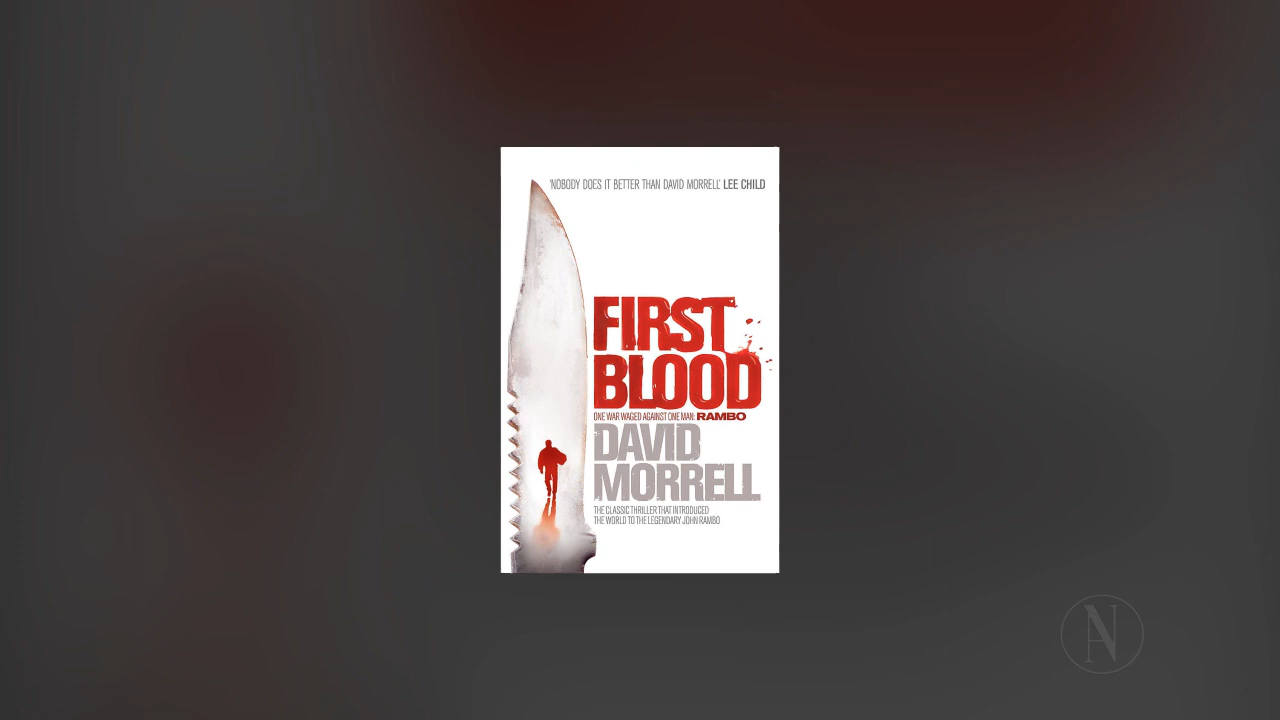 'NOBODY DOES IT BETTER THAN DAVID MORRELL' LEE CHILD
FIRST
BLOOD
ONE WAR WAGED AGAINST ONE MAN: RAMBO
DAVID
MORRELL
THE CLASSIC THRILLER THAT INTRODUCED
THE WORLD TO THE LEGENDARY JOHN RAMBO
AN